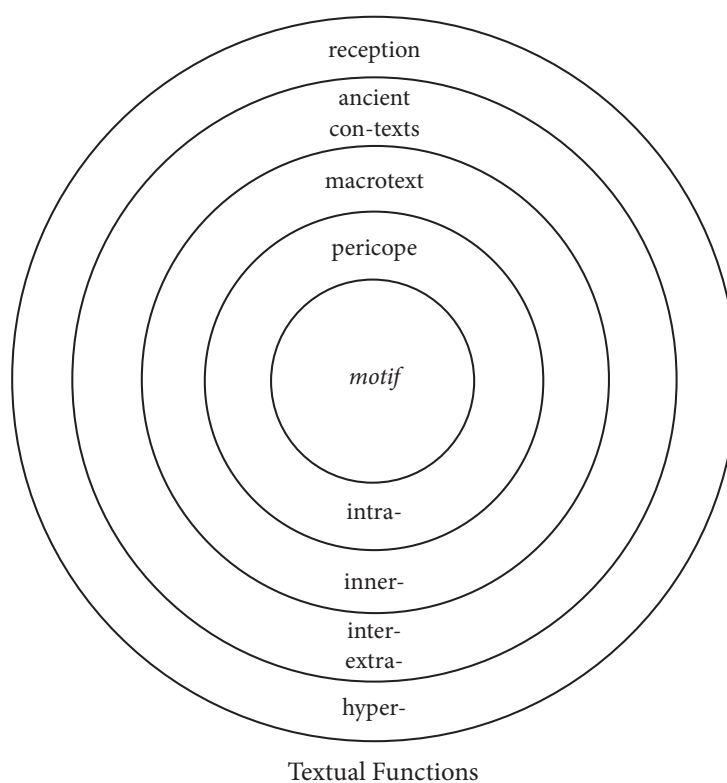 reception
ancient
con-texts
macrotext
pericope
motif
intra-
inner-
inter-
extra-
hyper-
Textual Functions